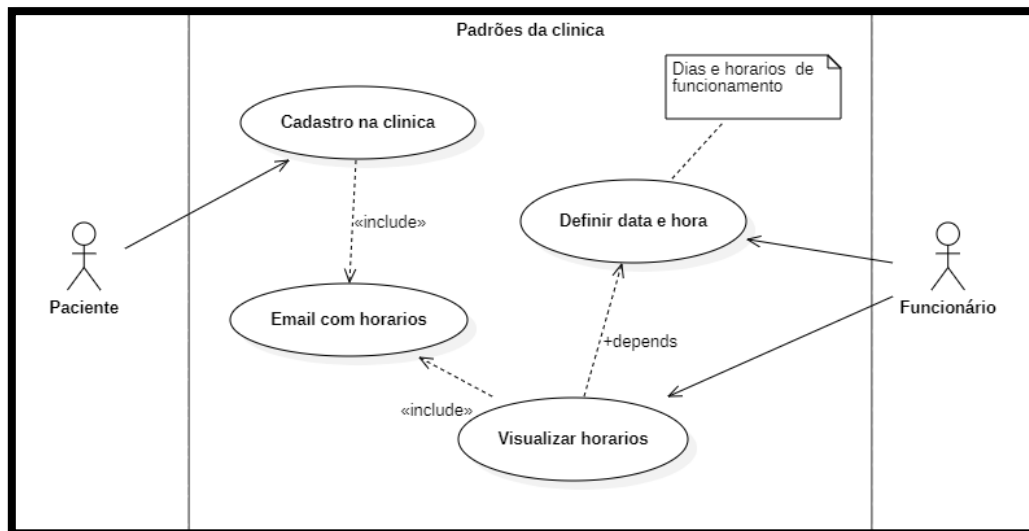 Padrões da clinica
Dias e horarios de
funcionamento
Cadastro na clinica
«include»
Definir data e hora
Paciente
Funcionário
Email com horarios
+depends
«include»
Visualizar horarios